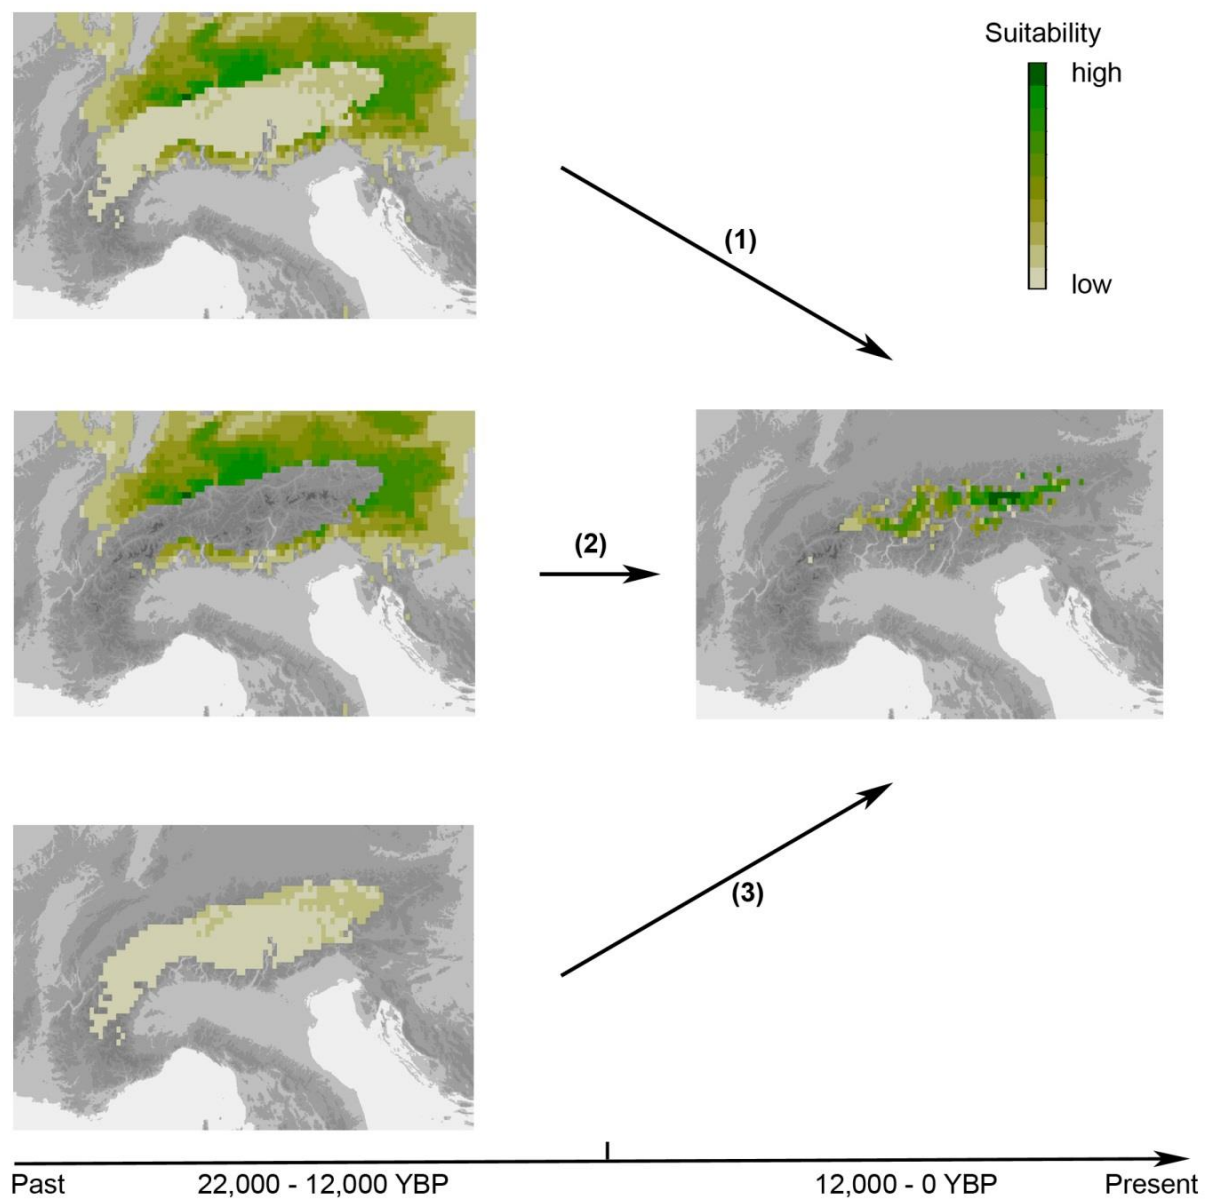 Suitability
high
low
(1)
(2)
(3)
Past 22,000 - 12,000 YBP 12,000 - 0 YBP Present